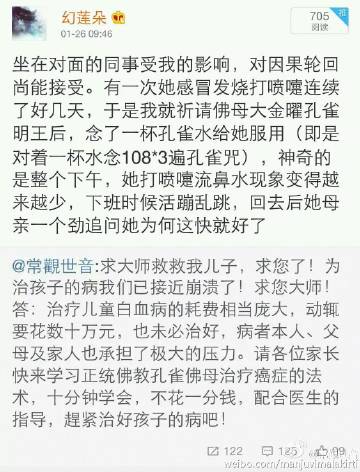 幻莲朵
01-26 09:46
705
阅读
坐在对面的同事受我的影响，对因果轮回
尚能接受。有一次她感冒发烧打喷嚏连续
了好几天，于是我就祈请佛母大金曜孔雀
明王后，念了一杯孔雀水给她服用（即是
对着一杯水念108*3遍孔雀咒），神奇的
是整个下午，她打喷嚏流鼻水现象变得越
来越少，下班时候活蹦乱跳，回去后她母
亲一个劲追问她为何这快就好了
@常觀世音:求大师救救我儿子，求您了！为
治孩子的病我们已接近崩溃了！求您大师！
答：治疗儿童白血病的耗费相当庞大，动辄
要花数十万元，也未必治好，病者本人、父
母及家人也承担了极大的压力。请各位家长
快来学习正统佛教孔雀佛母治疗癌症的法
术，十分钟学会，不花一分钱，配合医生的
指导，赶紧治好孩子的病吧！
122
125
99
weibo.com/manjuvimalakirti